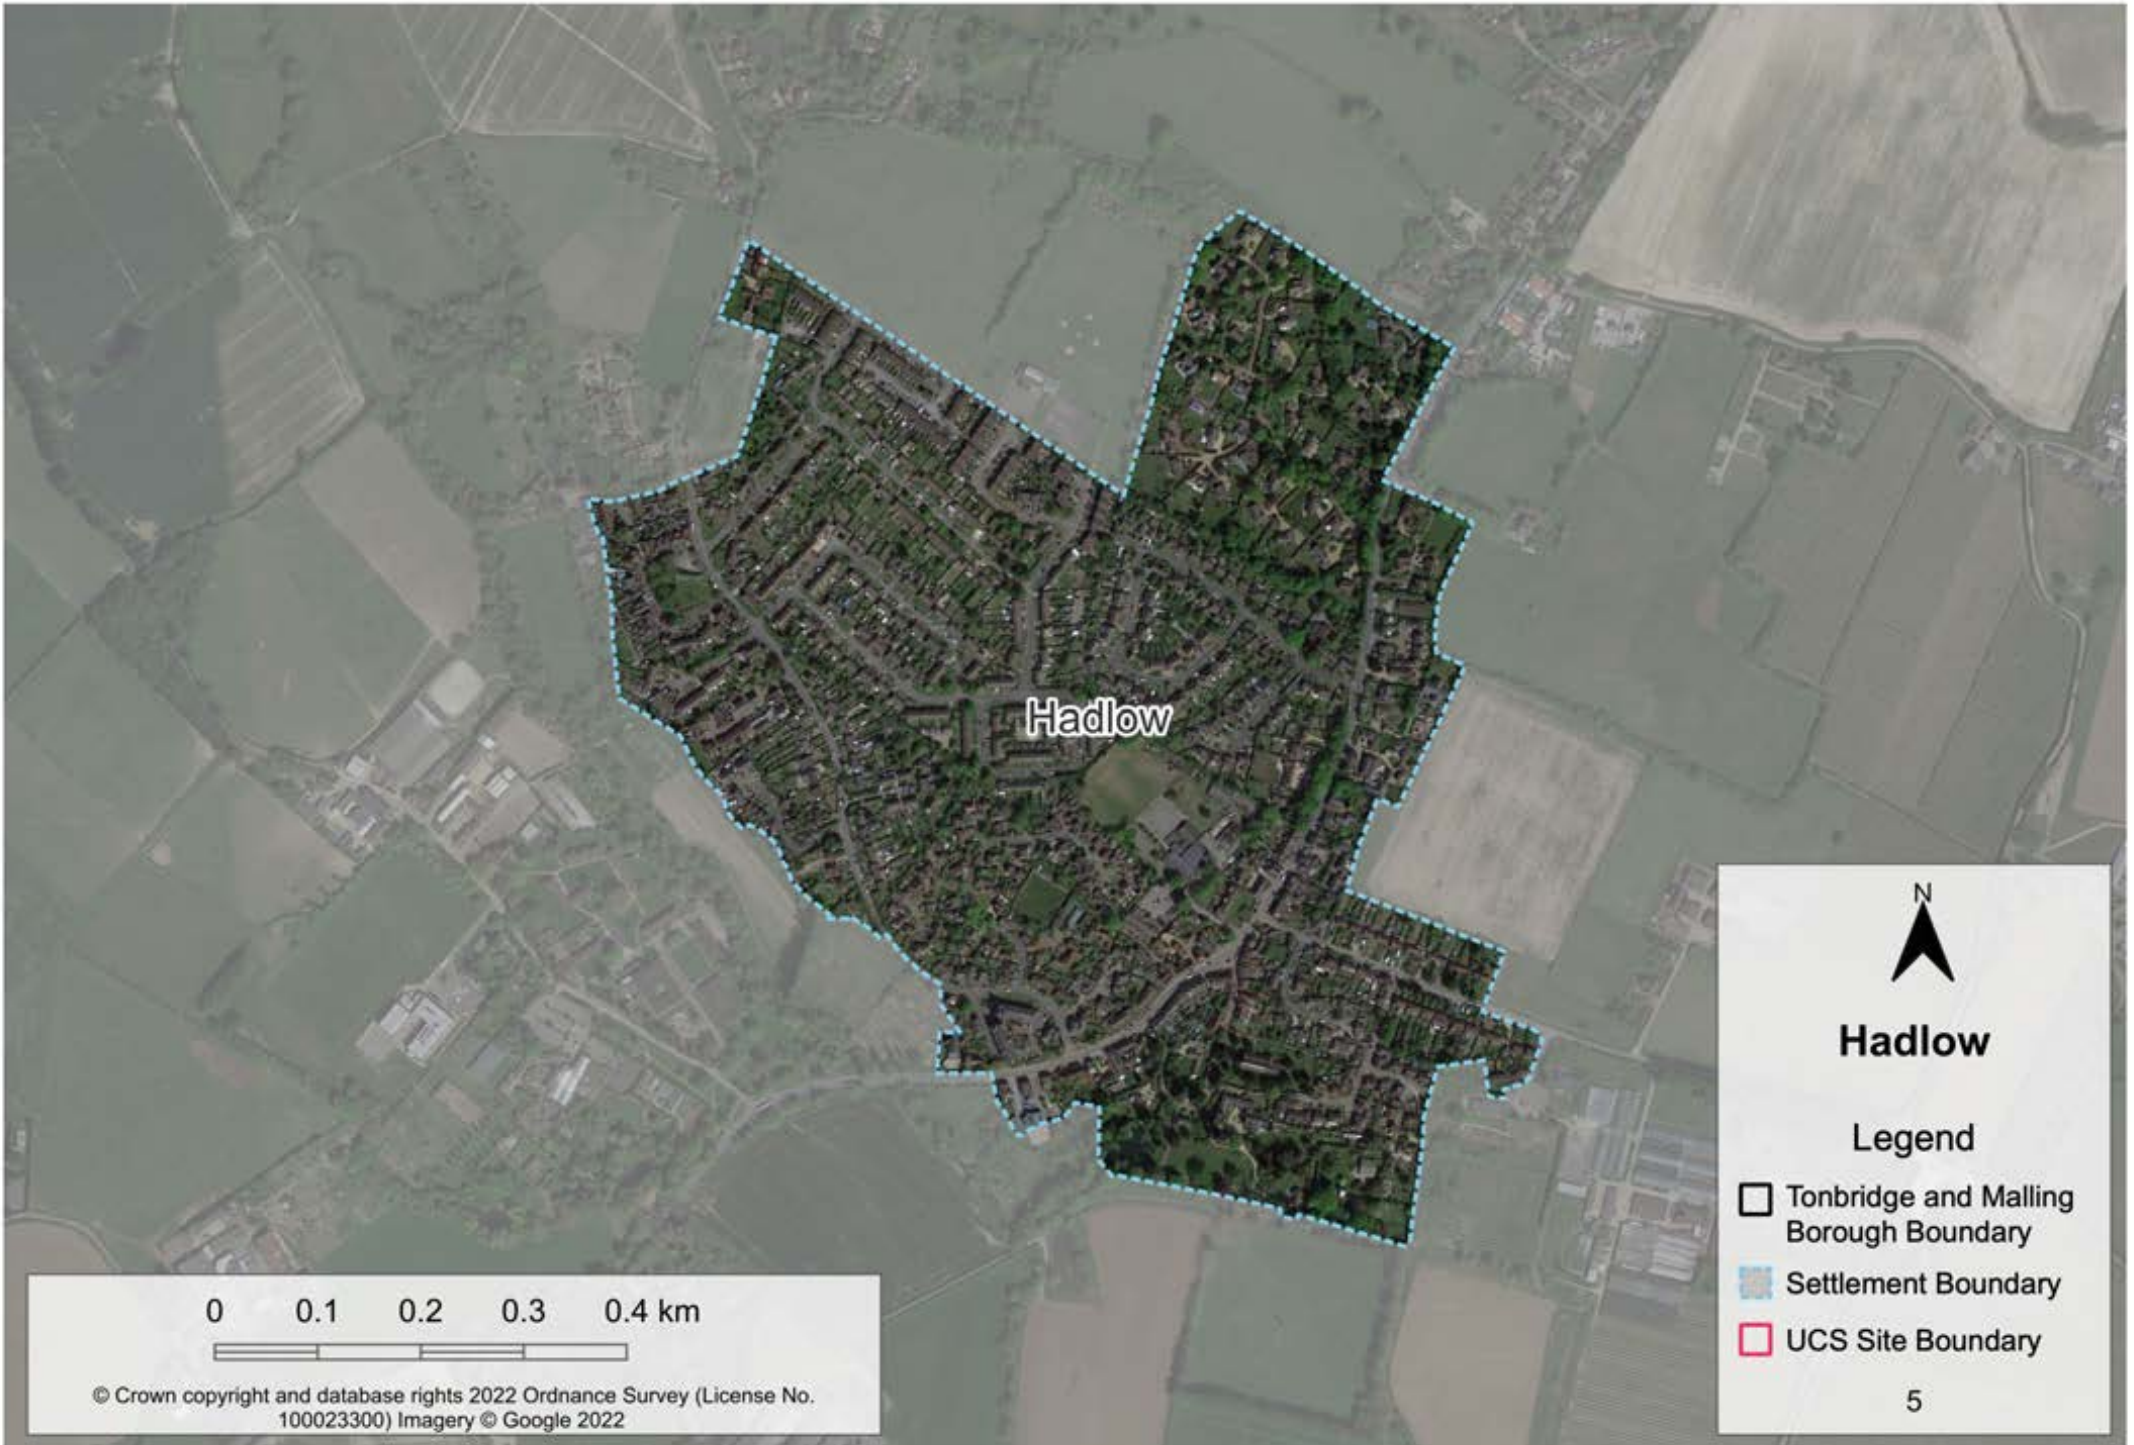 Hadlow
N
Hadlow
Legend
Tonbridge and Malling
Borough Boundary
Settlement Boundary
UCS Site Boundary
5
0 0.1 0.2 0.3 0.4 km
© Crown copyright and database rights 2022 Ordnance Survey (License No.
100023300) Imagery © Google 2022